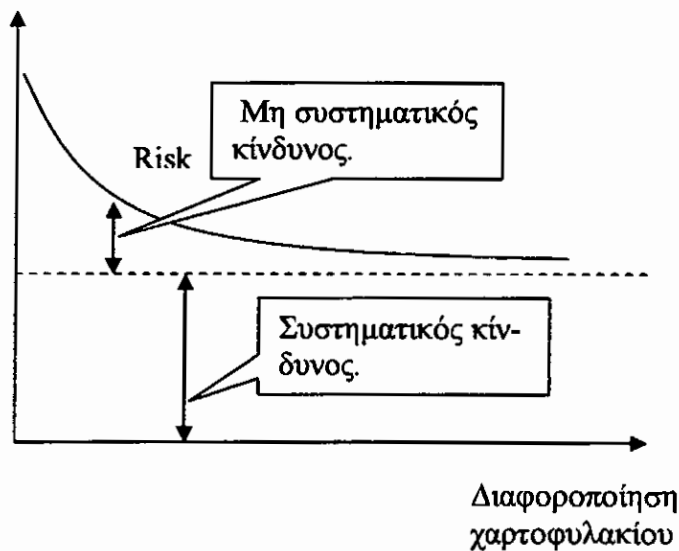 Μη συστηματικός
κίνδυνος.
Risk
Συστηματικός κίν-
δυνος.
Διαφοροποίηση
χαρτοφυλακίου